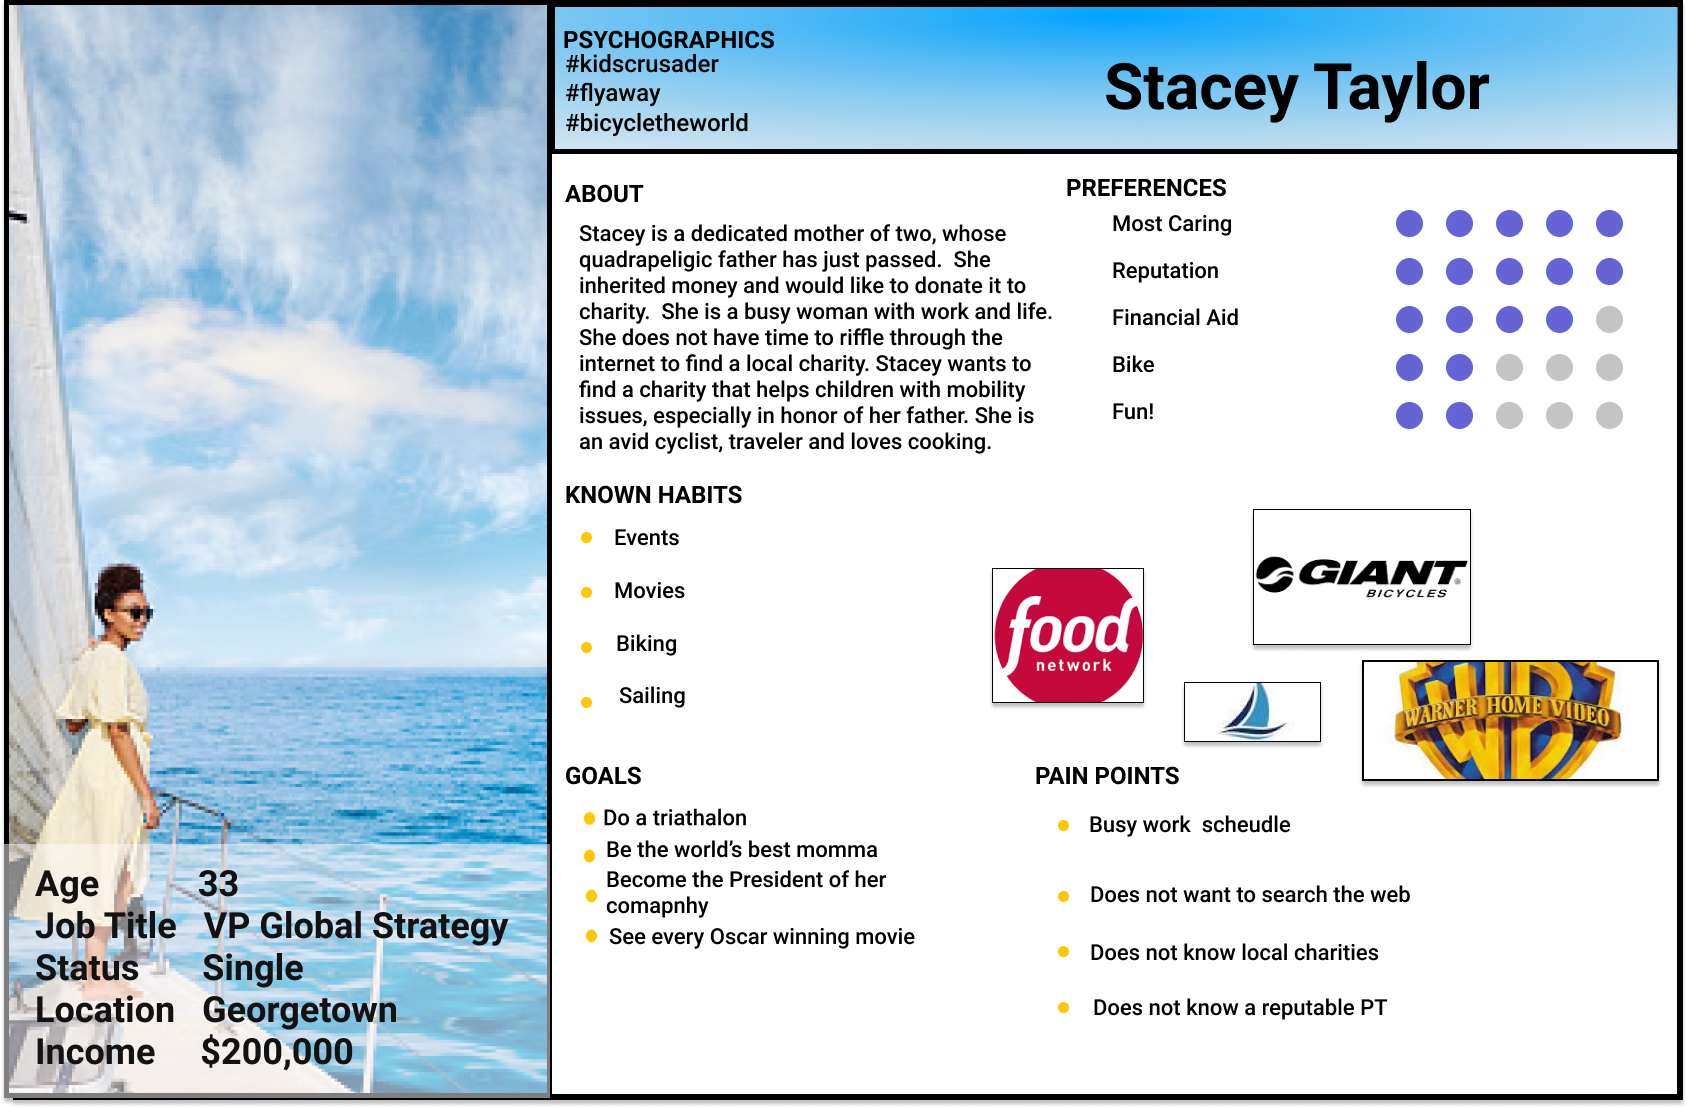 PSYCHOGRAPHICS
#kidscrusader
#flyaway
#bicycletheworld
Stacey Taylor
ABOUT
Stacey is a dedicated mother of two, whose
quadrapeligic father has just passed.  She
inherited money and would like to donate it to
charity.  She is a busy woman with work and life.
She does not have time to riffle through the
internet to find a local charity. Stacey wants to
find a charity that helps children with mobility
issues, especially in honor of her father. She is
an avid cyclist, traveler and loves cooking.
PREFERENCES
Most Caring
Reputation
Financial Aid
Bike
Fun!
KNOWN HABITS
Events
Movies
Biking
Sailing
food
network
GIANT
BICYCLES
WB
WARNER HOME VIDEO
GOALS
Do a triathalon
Be the world's best momma
Become the President of her
comapnhy
See every Oscar winning movie
PAIN POINTS
Busy work  scheudle
Does not want to search the web
Does not know local charities
Does not know a reputable PT
Age 33
Job Title VP Global Strategy
Status Single
Location Georgetown
Income $200,000